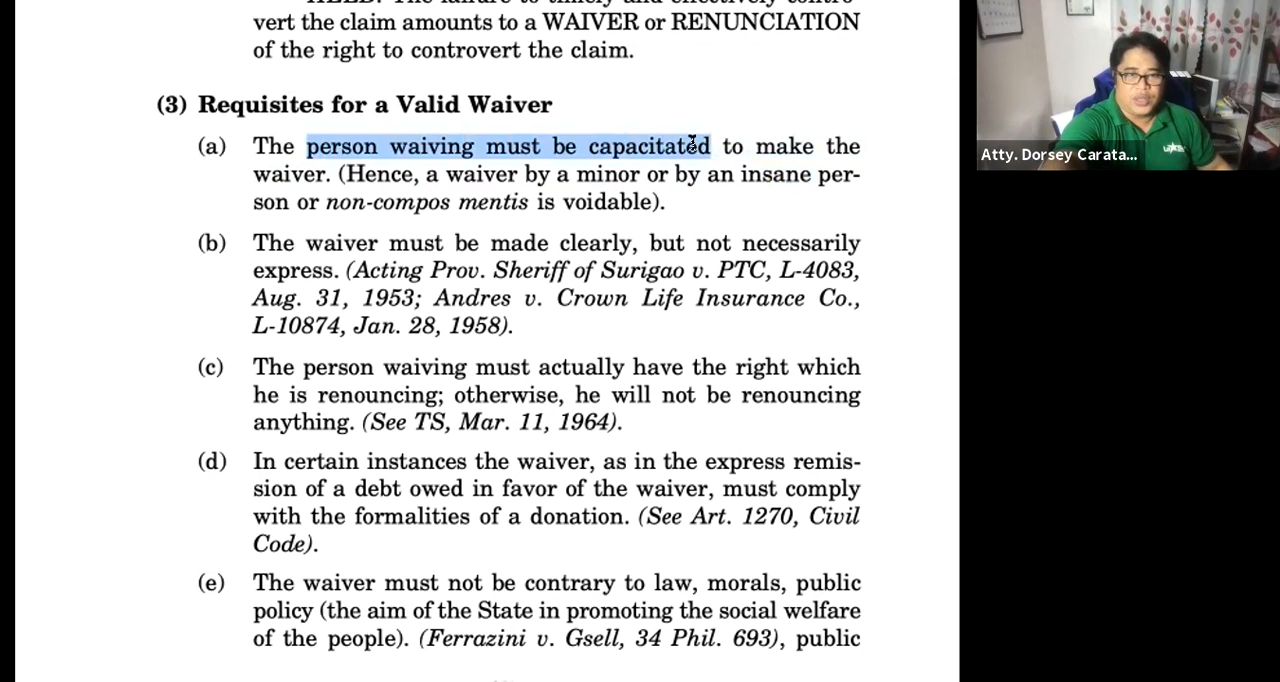 HELD: The failure to timely and effectively contro-
vert the claim amounts to a WAIVER or RENUNCIATION
of the right to controvert the claim.
(3) Requisites for a Valid Waiver
(a) The person waiving must be capacitated to make the
waiver. (Hence, a waiver by a minor or by an insane per-
son or non-compos mentis is voidable).
(b) The waiver must be made clearly, but not necessarily
express. (Acting Prov. Sheriff of Surigao v. PTC, L-4083,
Aug. 31, 1953; Andres v. Crown Life Insurance Co.,
L-10874, Jan. 28, 1958).
(c) The person waiving must actually have the right which
he is renouncing; otherwise, he will not be renouncing
anything. (See TS, Mar. 11, 1964).
(d) In certain instances the waiver, as in the express remis-
sion of a debt owed in favor of the waiver, must comply
with the formalities of a donation. (See Art. 1270, Civil
Code).
(e) The waiver must not be contrary to law, morals, public
policy (the aim of the State in promoting the social welfare
of the people). (Ferrazini v. Gsell, 34 Phil. 693), public
Atty. Dorsey Carata...